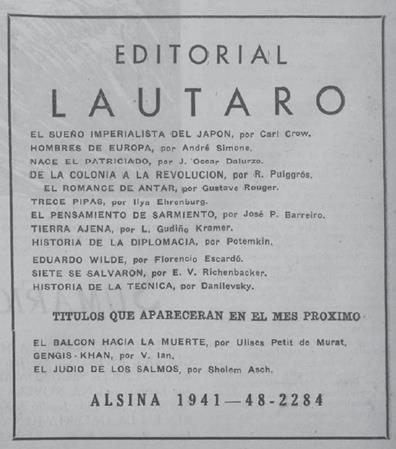 EDITORIAL
LAUTARO
EL SUEÑO IMPERIALISTA DEL JAPON, por Carl Crow.
HOMBRES DE EUROPA, por André Simone.
NACE EL PATRICIADO, por J. Oscar Dalurzo.
DE LA COLONIA A LA REVOLUCION, por R. Puiggrós.
EL ROMANCE DE ANTAR, por Gustave Rouger.
TRECE PIPAS, por Ilya Ehrenburg.
EL PENSAMIENTO DE SARMIENTO, por José P. Barreiro.
TIERRA AJENA, por L. Gudiño Kramer.
HISTORIA DE LA DIPLOMACIA, por Potemkin.
EDUARDO WILDE, por Florencio Escardó.
SIETE SE SALVARON, por E. V. Richenbacker.
HISTORIA DE LA TECNICA, por Danilevsky.
TITULOS QUE APARECERAN EN EL MES PROXIMO
EL BALCON HACIA LA MUERTE, por Ulises Petit de Murat.
GENGIS-KHAN, por V. Ian.
EL JUDIO DE LOS SALMOS, por Sholem Asch.
ALSINA 1941—48-2284